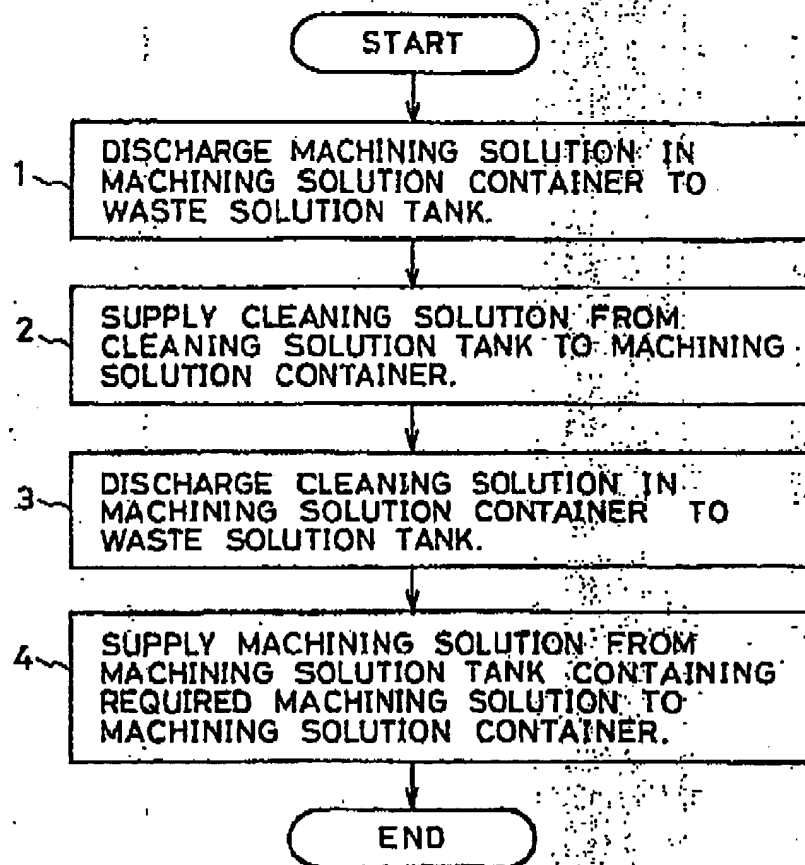 START
1
DISCHARGE MACHINING SOLUTION IN
MACHINING SOLUTION CONTAINER TO
WASTE SOLUTION TANK.
2
SUPPLY CLEANING SOLUTION FROM
CLEANING SOLUTION TANK TO MACHINING
SOLUTION CONTAINER.
3
DISCHARGE CLEANING SOLUTION IN
MACHINING SOLUTION CONTAINER TO
WASTE SOLUTION TANK.
4
SUPPLY MACHINING SOLUTION FROM
MACHINING SOLUTION TANK CONTAINING
REQUIRED MACHINING SOLUTION TO
MACHINING SOLUTION CONTAINER.
END